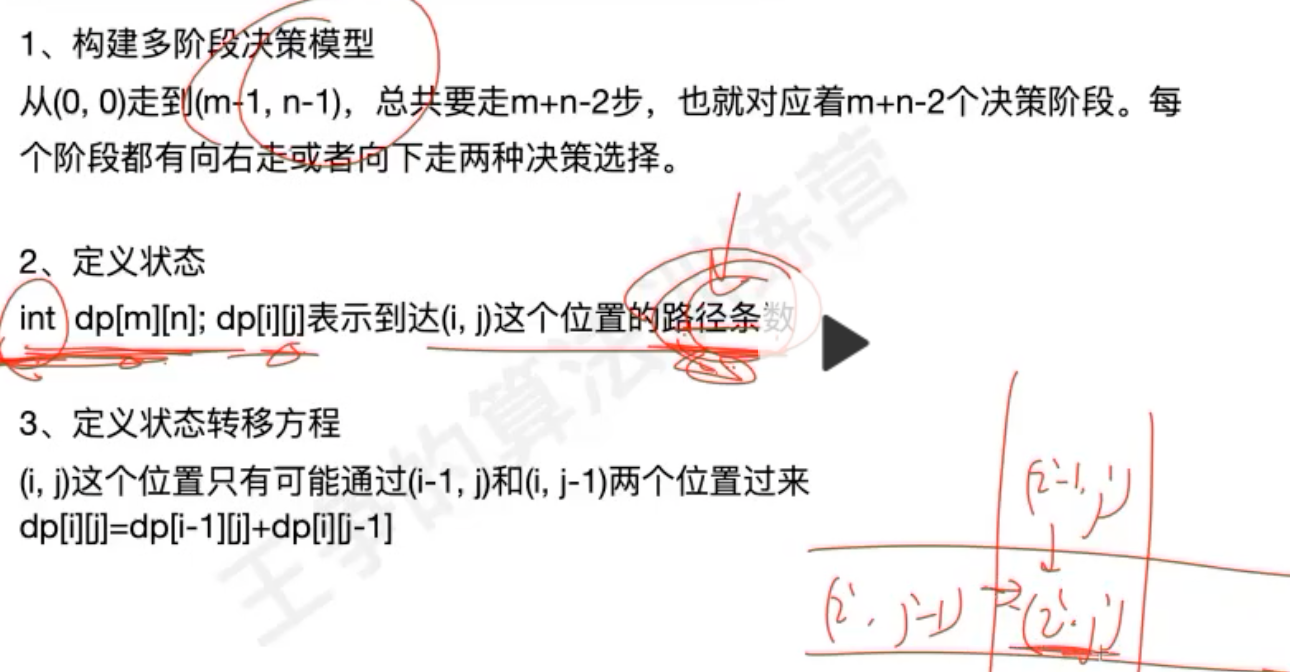 1、构建多阶段决策模型
从(0, 0)走到(m-1, n-1)，总共要走m+n-2步，也就对应着m+n-2个决策阶段。每
个阶段都有向右走或者向下走两种决策选择。
2、定义状态
int dp[m][n]; dp[i][j]表示到达(i, j)这个位置的路径条数
3、定义状态转移方程
(i, j)这个位置只有可能通过(i-1, j)和(i, j-1)两个位置过来
dp[i][j]=dp[i-1][j]+dp[i][j-1]
(i-1, j)
(i, j-1) → (i, j)
王争的算法训练营